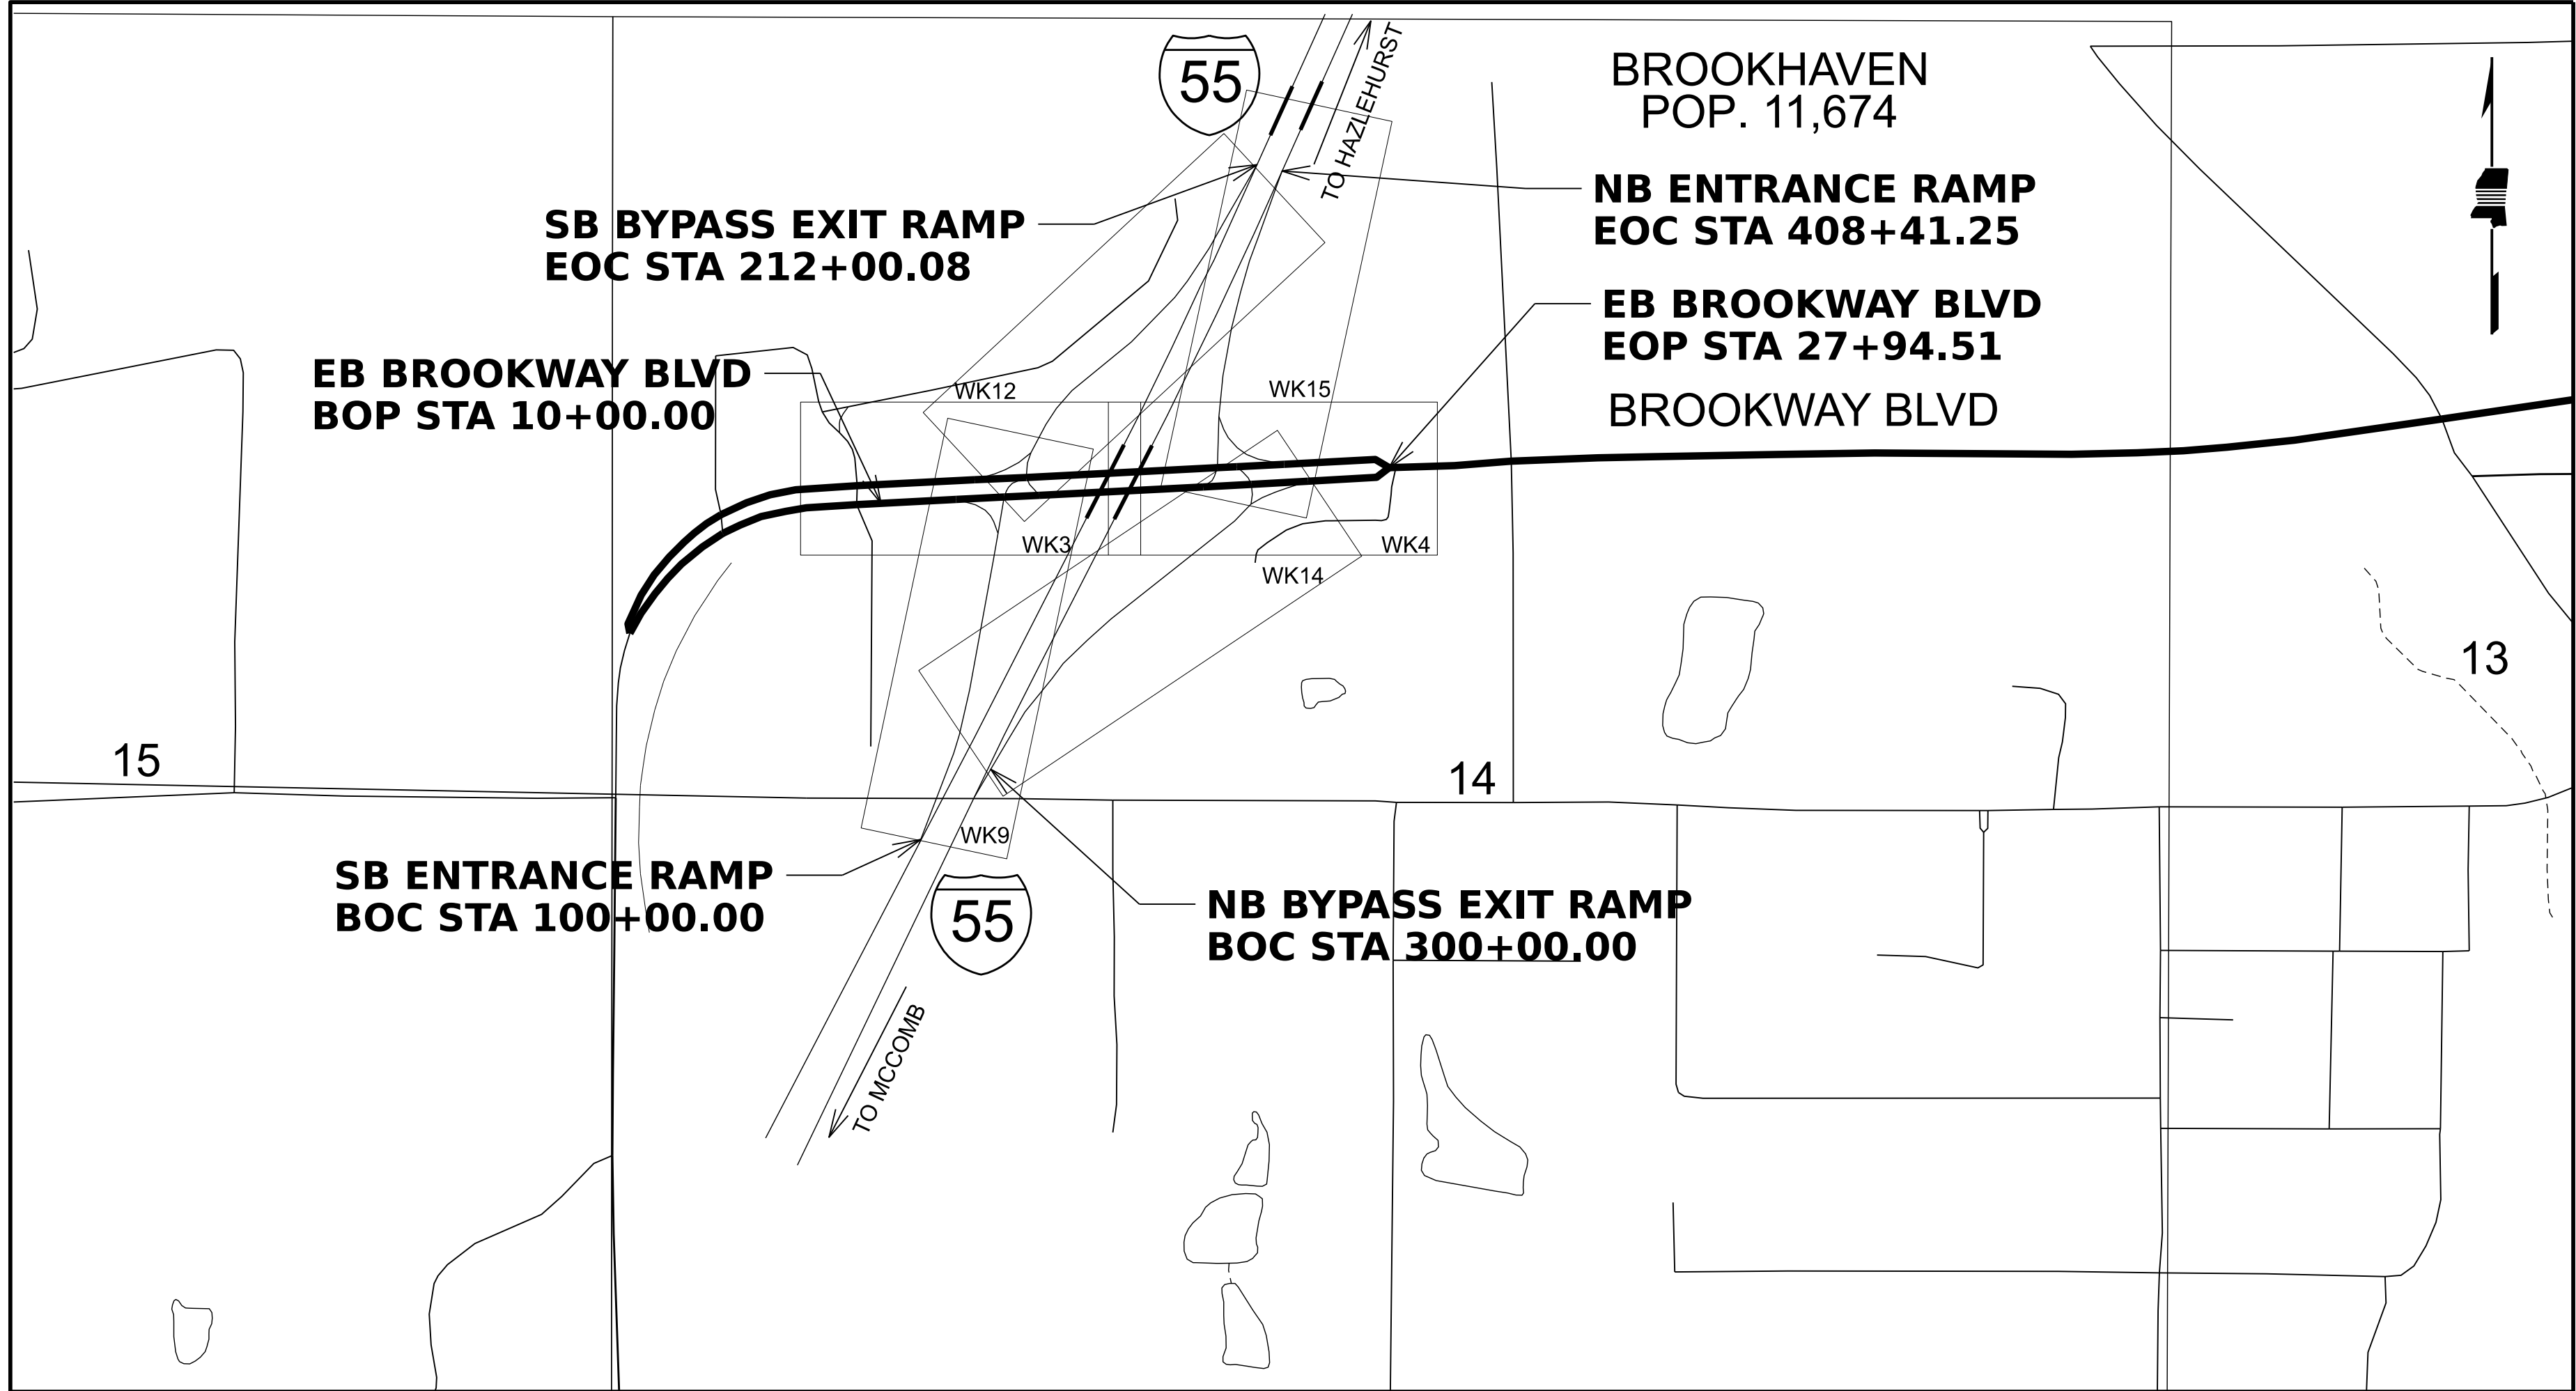 55
TO HAZLEHURST
BROOKHAVEN
POP. 11,674
SB BYPASS EXIT RAMP
EOC STA 212+00.08
NB ENTRANCE RAMP
EOC STA 408+41.25
EB BROOKWAY BLVD
EOP STA 27+94.51
EB BROOKWAY BLVD
BOP STA 10+00.00
WK12
WK15
BROOKWAY BLVD
WK3
WK4
WK14
13
15
14
WK9
SB ENTRANCE RAMP
BOC STA 100+00.00
55
NB BYPASS EXIT RAMP
BOC STA 300+00.00
TO MCCOMB